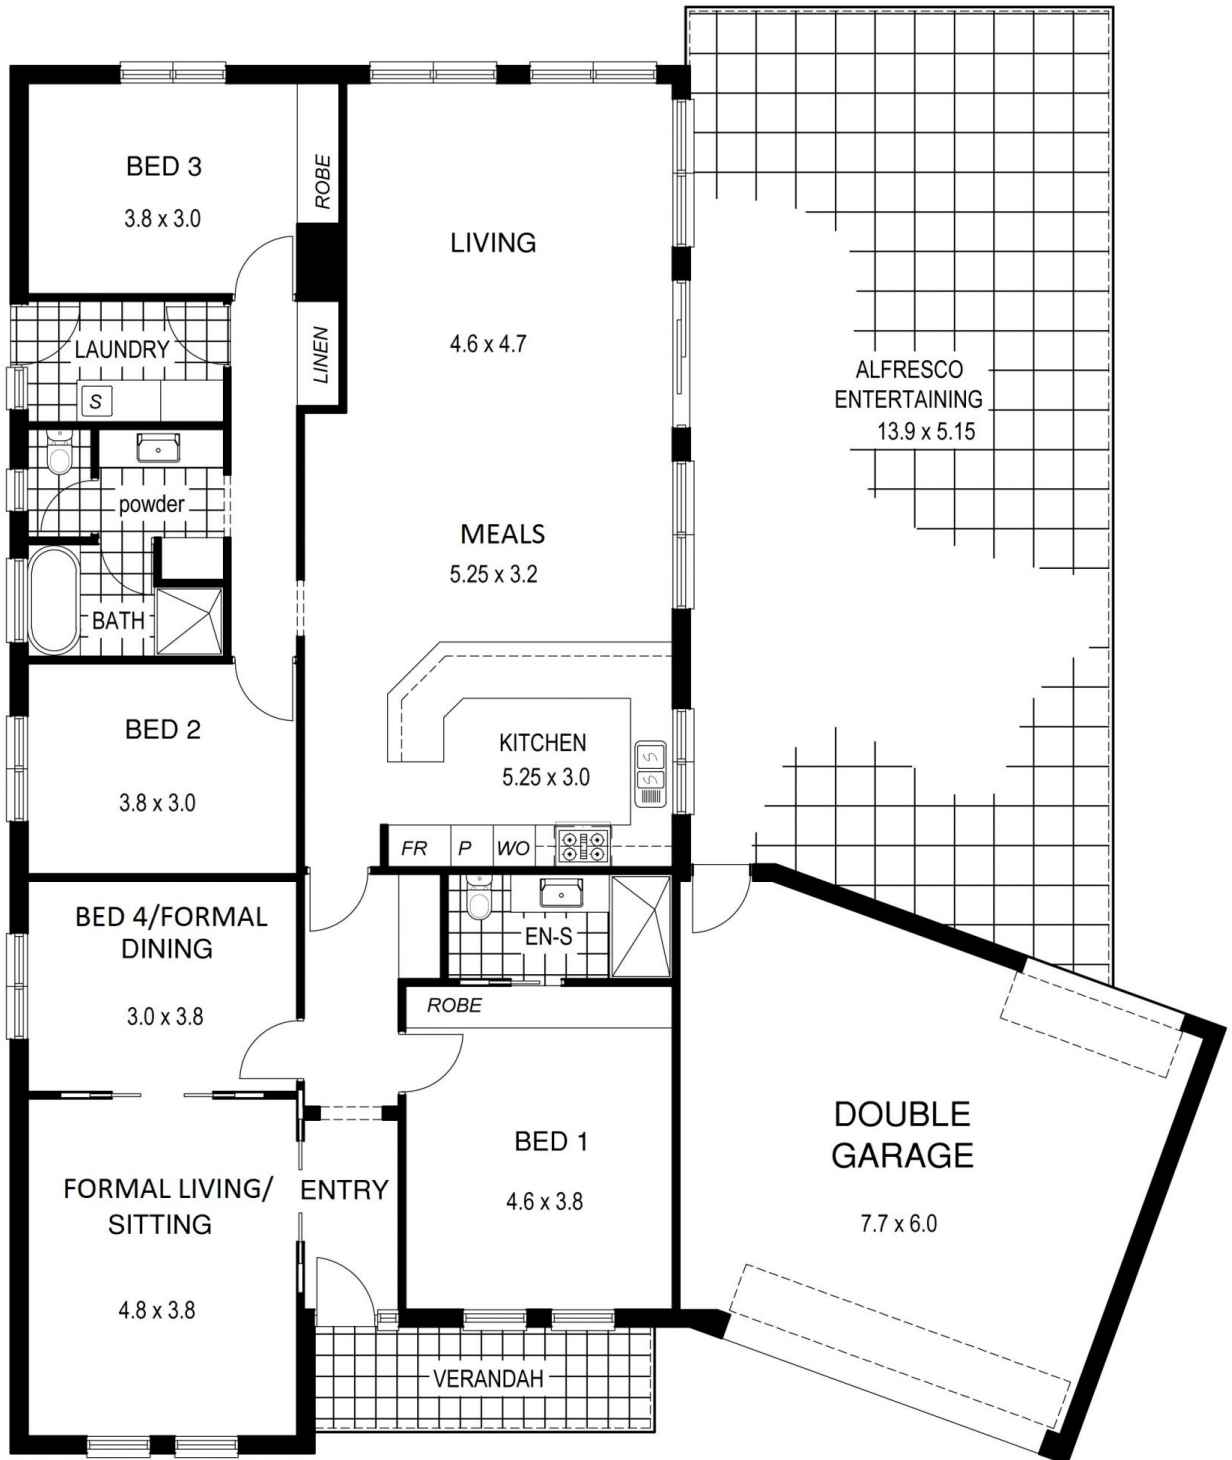 BED 3
3.8 x 3.0
ROBE
LIVING
4.6 x 4.7
LAUNDRY
S
LINEN
ALFRESCO
ENTERTAINING
13.9 x 5.15
powder
MEALS
5.25 x 3.2
BATH
BED 2
3.8 x 3.0
KITCHEN
5.25 x 3.0
FR
P
WO
BED 4/FORMAL
DINING
3.0 x 3.8
EN-S
ROBE
FORMAL LIVING/
SITTING
4.8 x 3.8
ENTRY
BED 1
4.6 x 3.8
DOUBLE
GARAGE
7.7 x 6.0
VERANDAH